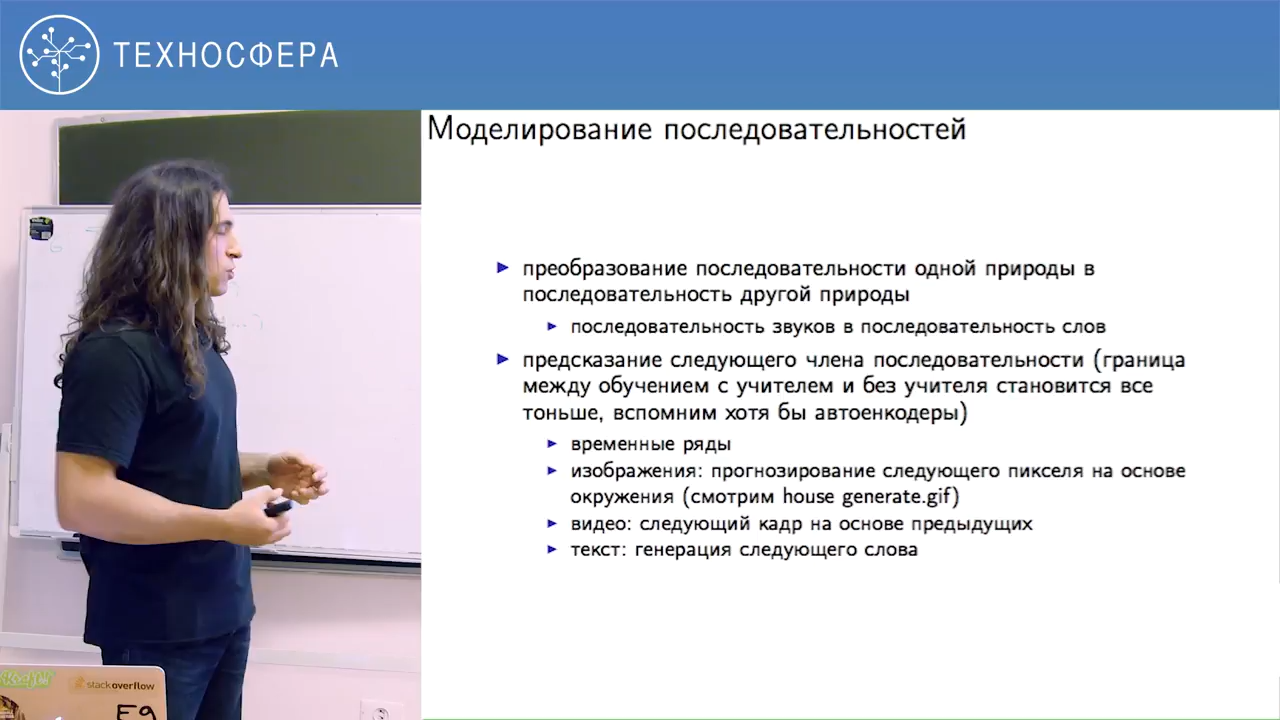 ТЕХНОСФЕРА
Моделирование последовательностей
преобразование последовательности одной природы в
последовательность другой природы
последовательность звуков в последовательность слов
предсказание следующего члена последовательности (граница
между обучением с учителем и без учителя становится все
тоньше, вспомним хотя бы автоенкодеры)
временные ряды
изображения: прогнозирование следующего пикселя на основе
окружения (смотрим house generate.gif)
видео: следующий кадр на основе предыдущих
текст: генерация следующего слова
stackoverflow